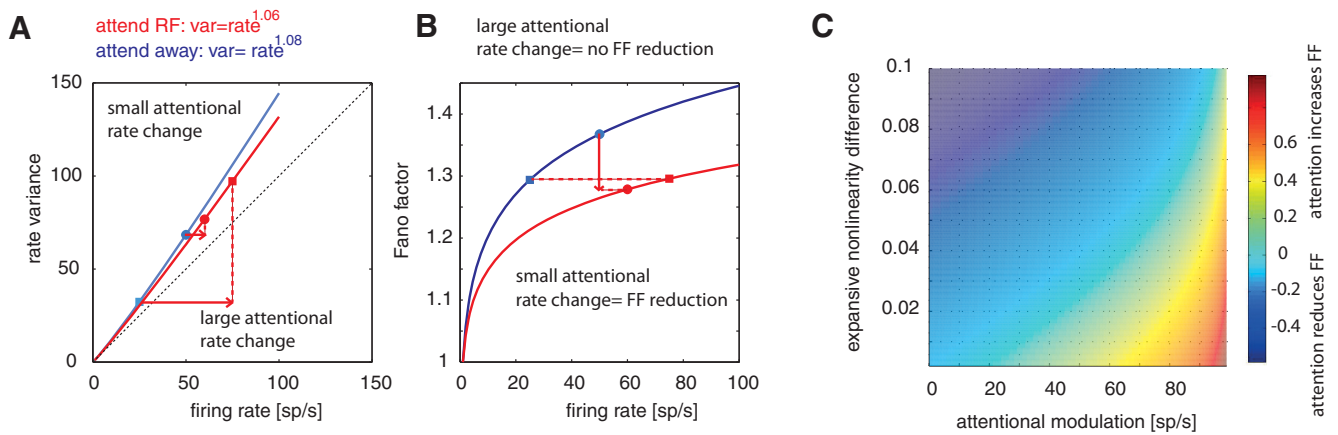 A
attend RF: var=rate^1.06
attend away: var= rate^1.08
150
100
50
0
rate variance
small attentional
rate change
large attentional
rate change
0
50
100
150
firing rate [sp/s]
B
large attentional
rate change= no FF reduction
1.4
1.3
1.2
1.1
1
Fano factor
small attentional
rate change= FF reduction
0
20
40
60
80
100
firing rate [sp/s]
C
0.1
0.08
0.06
0.04
0.02
expansive nonlinearity difference
0
20
40
60
80
attentional modulation [sp/s]
0.6
0.4
0.2
0
-0.2
-0.4
attention increases FF
attention reduces FF